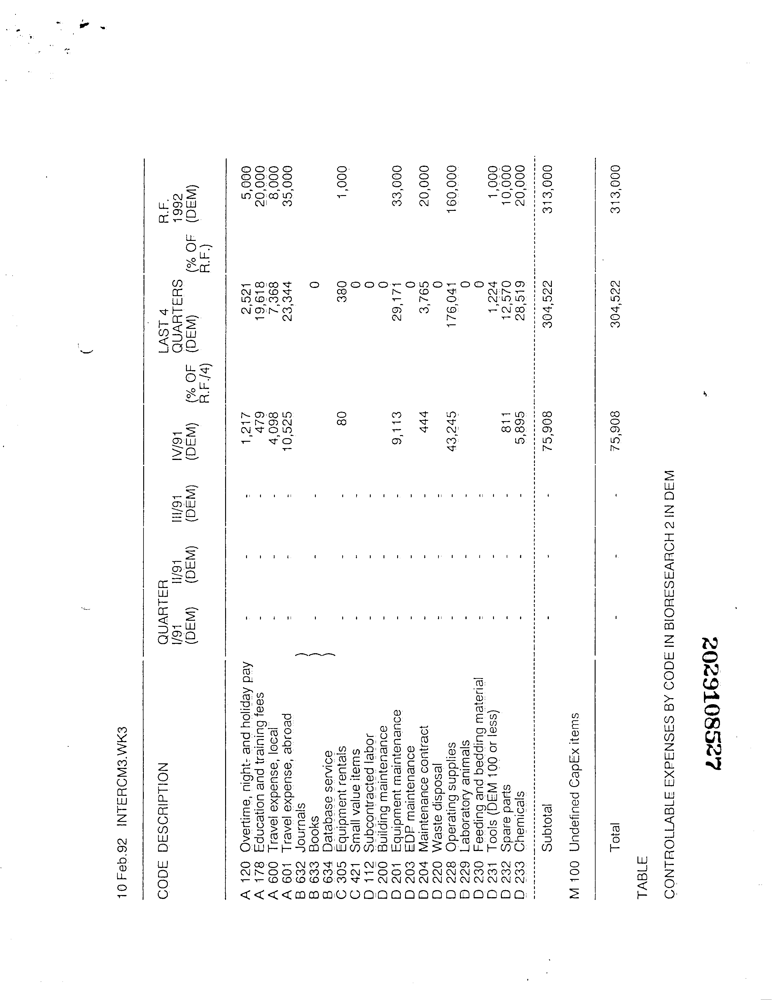 10 Feb.92 INTERCM3.WK3
CODE DESCRIPTION QUARTER I/91 (DEM) II/91 (DEM) III/91 (DEM) IV/91 (DEM) (% OF R.F./4) LAST 4 QUARTERS (DEM) (% OF R.F.) R.F. 1992 (DEM)
A 120 Overtime, night- and holiday pay - - - 1,217 2,521 5,000
A 178 Education and training fees - - - 479 19,618 20,000
A 600 Travel expense, local - - - 4,098 7,368 8,000
A 601 Travel expense, abroad - - - 10,525 23,344 35,000
B 632 Journals }
B 633 Books } - - - 0
B 634 Database service }
C 305 Equipment rentals - - - 80 380 1,000
C 421 Small value items - - - 0
D 112 Subcontracted labor - - - 0
D 200 Building maintenance - - - 0
D 201 Equipment maintenance - - - 9,113 29,171 33,000
D 203 EDP maintenance - - - 0
D 204 Maintenance contract - - - 444 3,765 20,000
D 220 Waste disposal - - - 0
D 228 Operating supplies - - - 43,245 176,041 160,000
D 229 Laboratory animals - - - 0
D 230 Feeding and bedding material - - - 0
D 231 Tools (DEM 100 or less) - - - 1,224 1,000
D 232 Spare parts - - - 811 12,570 10,000
D 233 Chemicals - - - 5,895 28,519 20,000
Subtotal - - - 75,908 304,522 313,000
M 100 Undefined CapEx items
Total - - - 75,908 304,522 313,000
TABLE
CONTROLLABLE EXPENSES BY CODE IN BIORESEARCH 2 IN DEM
2029108527